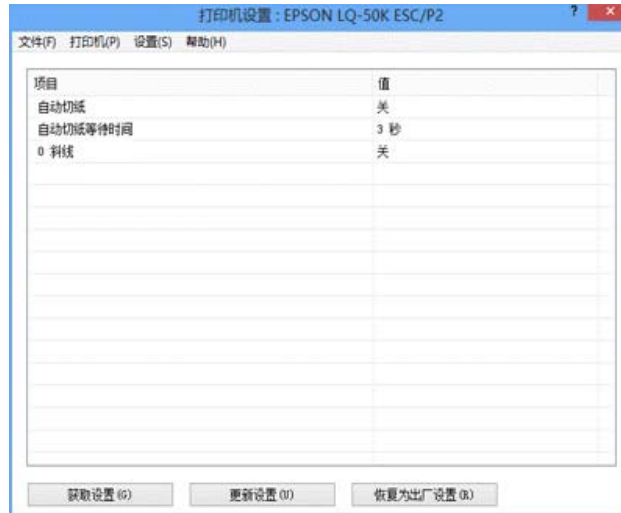 打印机设置 : EPSON LQ-50K ESC/P2 ? ×
文件(F) 打印机(P) 设置(S) 帮助(H)
项目 值
自动切纸 关
自动切纸等待时间 3 秒
0 斜线 关
获取设置(G) 更新设置(U) 恢复为出厂设置(R)